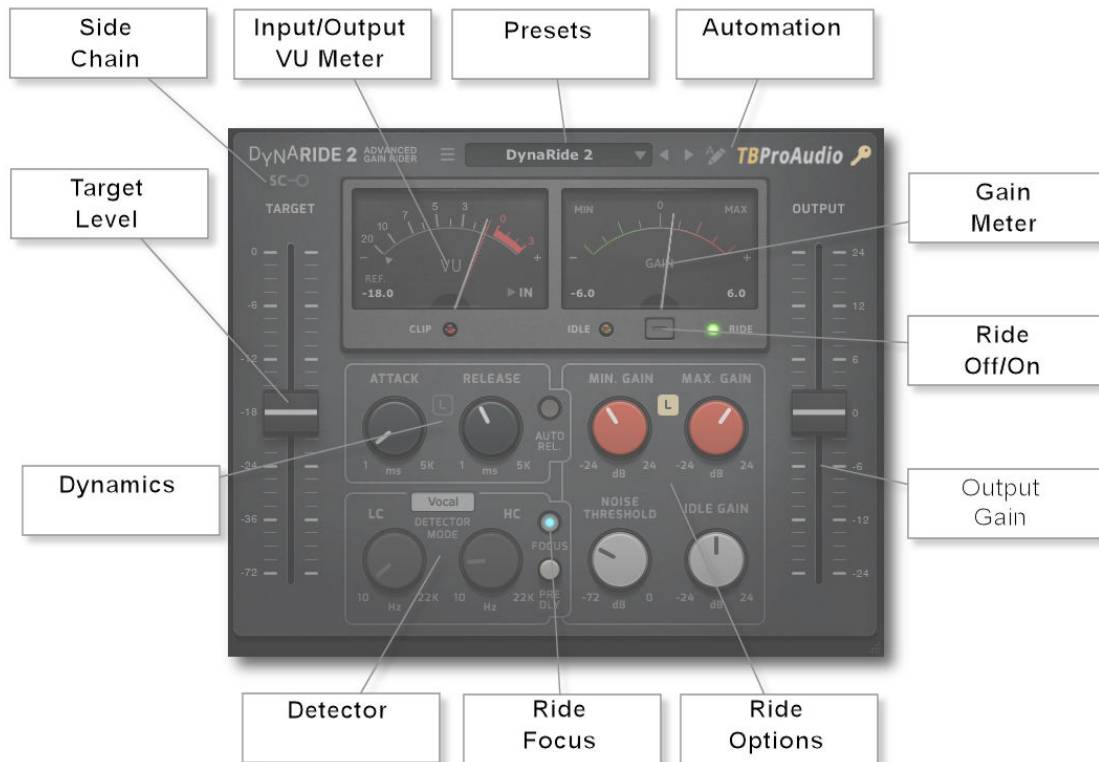 Side
Chain
Input/Output
VU Meter
Presets
Automation
DYNARIDE 2
ADVANCED
GAIN RIDER
DynaRide 2
A
TBProAudio
SC
TARGET
OUTPUT
Target
Level
Gain
Meter
20 10 7 5 3 0 3
- +
VU
REF.
-18.0
IN
MIN 0 MAX
- +
GAIN
-6.0 6.0
CLIP
IDLE
RIDE
0
-6
-12
-18
-24
-36
-72
24
12
6
0
-6
-12
-24
Ride
Off/On
ATTACK
RELEASE
L
1 ms 5K
1 ms 5K
AUTO
REL.
MIN. GAIN
MAX. GAIN
L
-24 dB 24
-24 dB 24
Dynamics
Output
Gain
Vocal
LC
DETECTOR
MODE
HC
10 Hz 22K
10 Hz 22K
FOCUS
PRE
DLY
NOISE
THRESHOLD
IDLE GAIN
-72 dB 0
-24 dB 24
Detector
Ride
Focus
Ride
Options